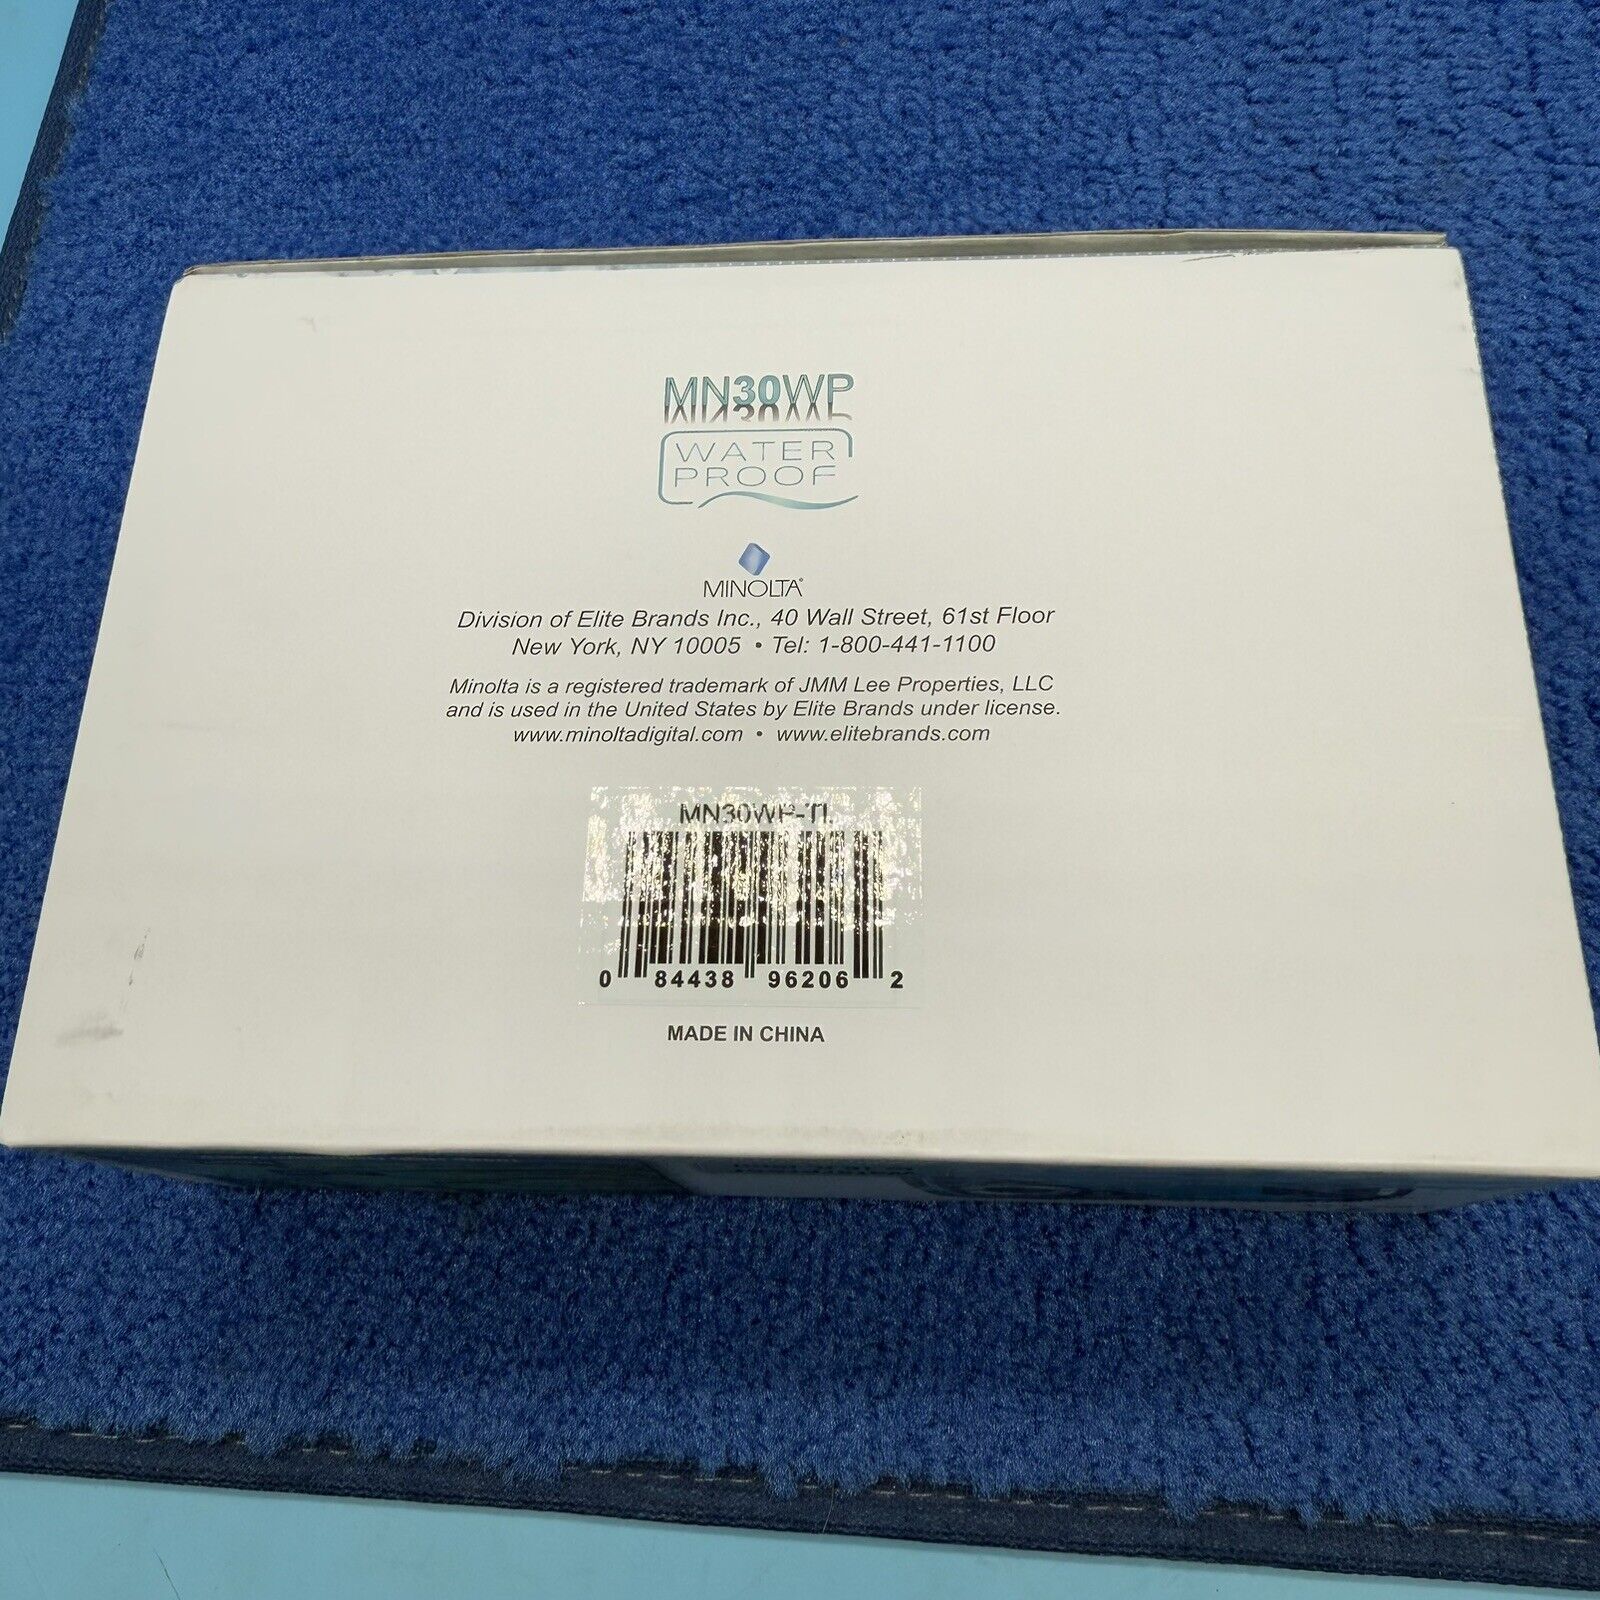 MN30WP
WATER
PROOF
MINOLTA®
Division of Elite Brands Inc., 40 Wall Street, 61st Floor
New York, NY 10005 • Tel: 1-800-441-1100
Minolta is a registered trademark of JMM Lee Properties, LLC
and is used in the United States by Elite Brands under license.
www.minoltadigital.com • www.elitebrands.com
MN30WP-TL
0 84438 96206 2
MADE IN CHINA